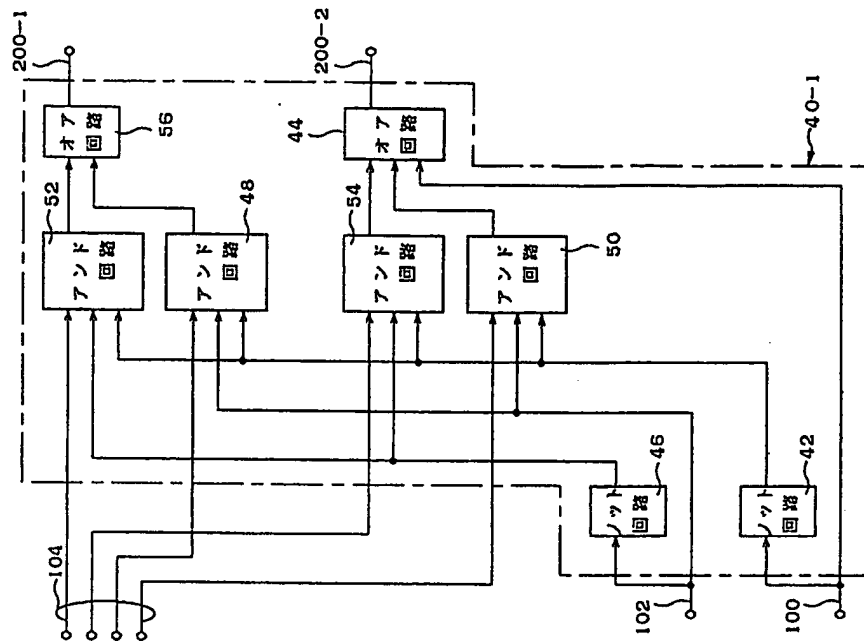 104
102
100
ノット
回路
46
ノット
回路
42
アンド
回路
52
アンド
回路
48
アンド
回路
54
アンド
回路
50
オア
回路
56
オア
回路
44
200-1
200-2
40-1